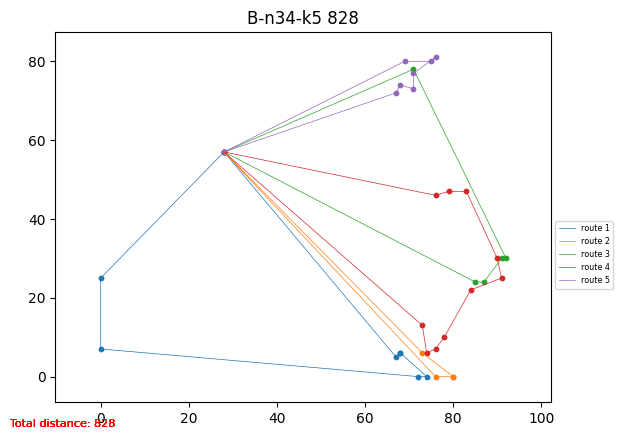 B-n34-k5 828
80
60
40
20
0
0 20 40 60 80 100
route 1
route 2
route 3
route 4
route 5
Total distance: 828